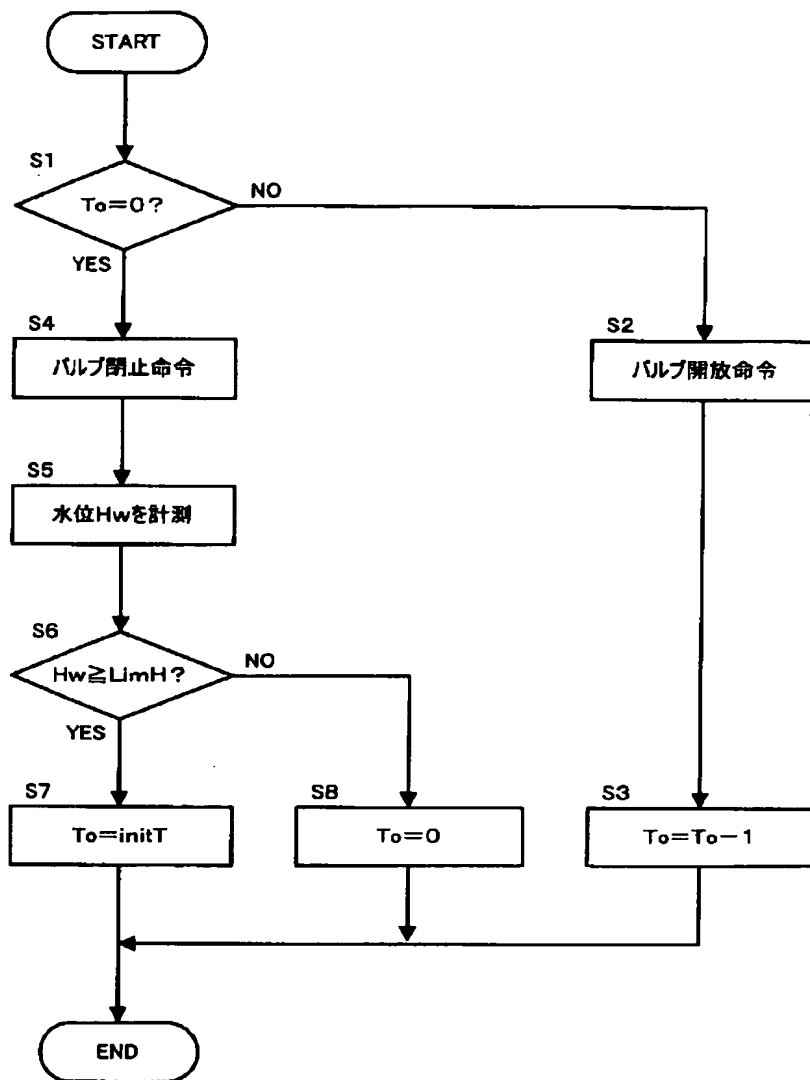 START
S1
To=0?
NO
YES
S4
バルブ閉止命令
S2
バルブ開放命令
S5
水位Hwを計測
S6
Hw≧LimH?
NO
YES
S7
To=initT
S8
To=0
S3
To=To−1
END